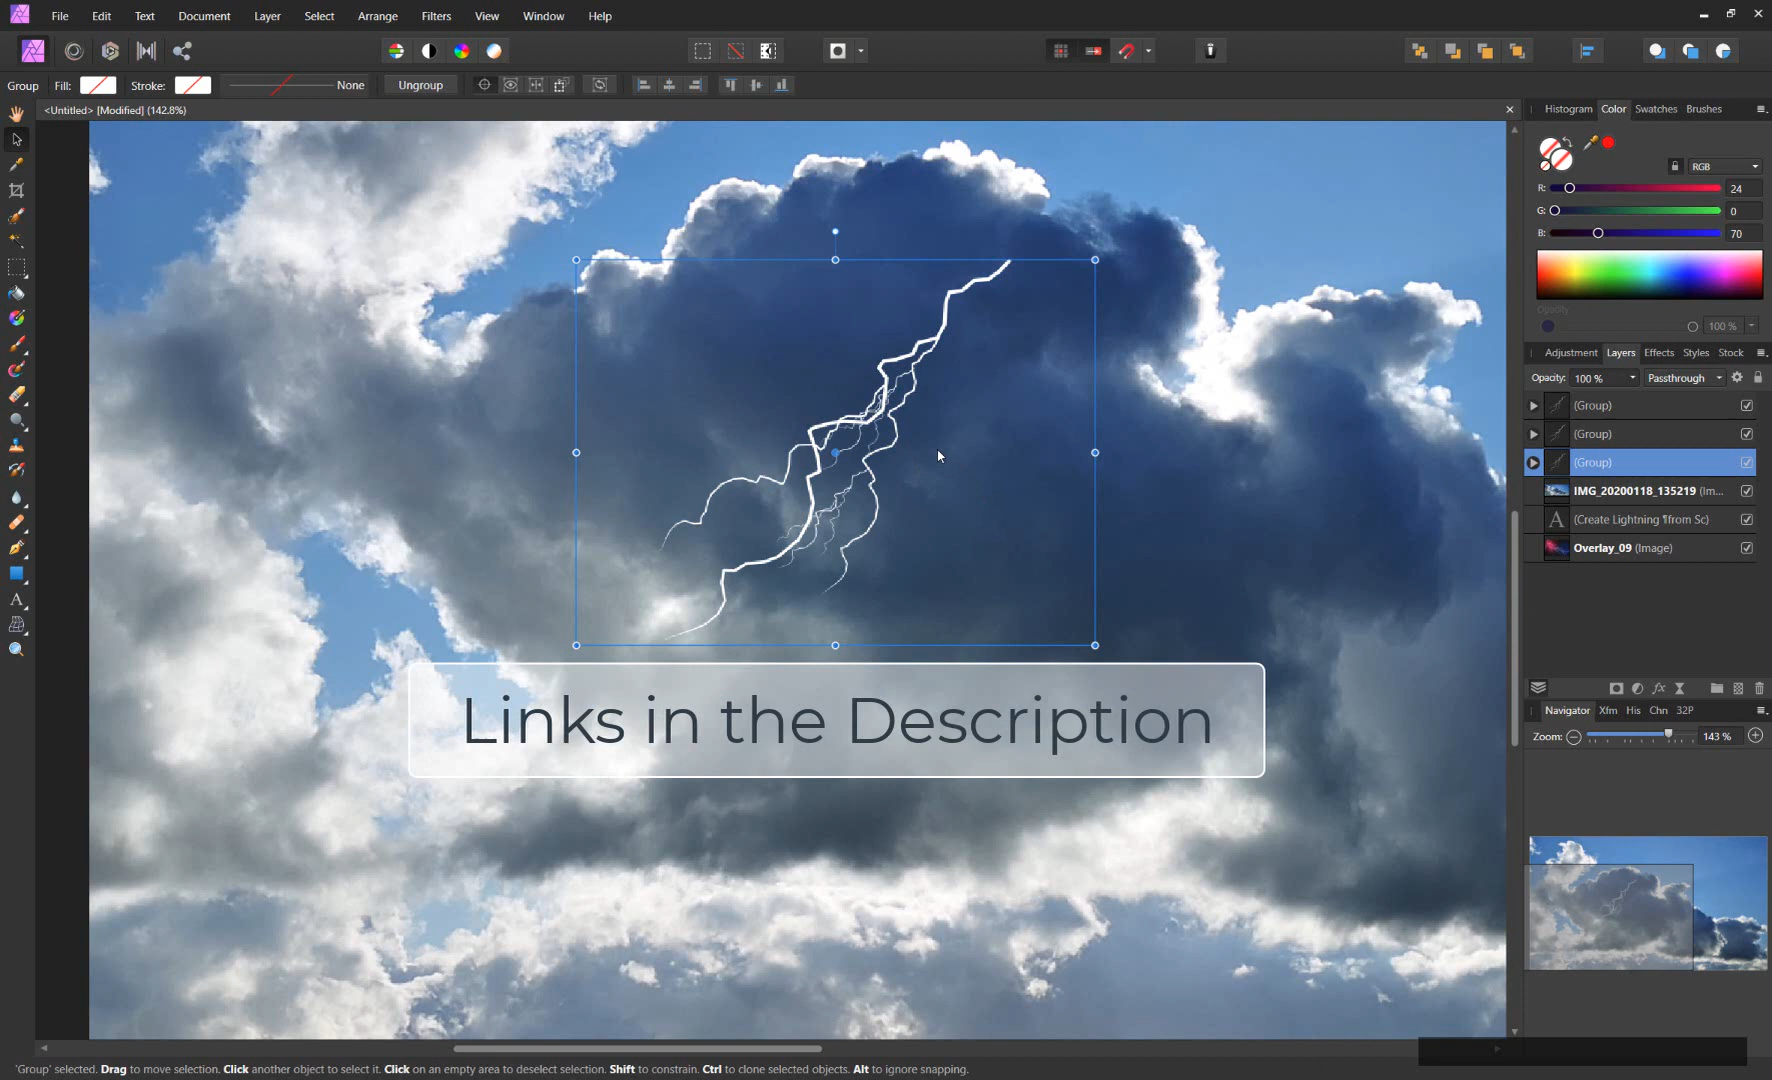 File Edit Text Document Layer Select Arrange Filters View Window Help
Group Fill: Stroke: None Ungroup
<Untitled> [Modified] (142.8%)
Histogram Color Swatches Brushes
RGB
R: 24
G: 0
B: 70
Opacity
100 %
Adjustment Layers Effects Styles Stock
Opacity: 100 % Passthrough
(Group)
(Group)
(Group)
IMG_20200118_135219 (Im...
A (Create Lightning ¶from Sc)
Overlay_09 (Image)
Links in the Description
Navigator Xfm His Chn 32P
Zoom: 143 %
'Group' selected. Drag to move selection. Click another object to select it. Click on an empty area to deselect selection. Shift to constrain. Ctrl to clone selected objects. Alt to ignore snapping.